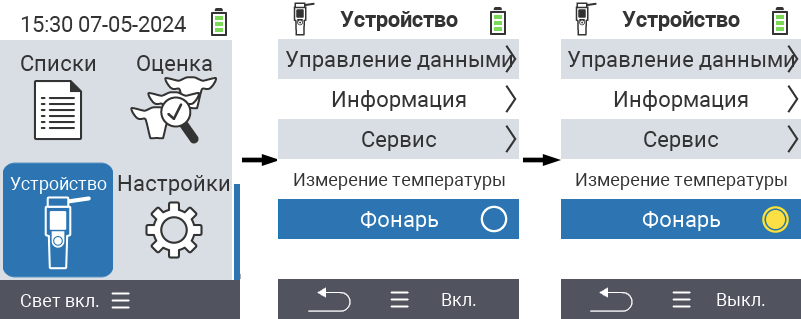 15:30 07-05-2024
Списки
Оценка
Устройство
Настройки
Свет вкл.
Устройство
Управление данными
Информация
Сервис
Измерение температуры
Фонарь
Вкл.
Устройство
Управление данными
Информация
Сервис
Измерение температуры
Фонарь
Выкл.